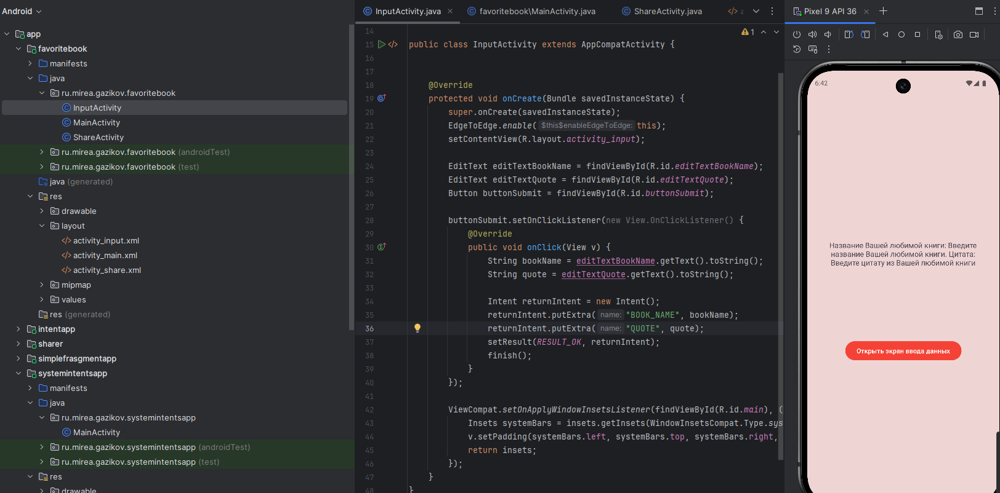 Android
app
favoritebook
manifests
java
ru.mirea.gazikov.favoritebook
InputActivity
MainActivity
ShareActivity
ru.mirea.gazikov.favoritebook (androidTest)
ru.mirea.gazikov.favoritebook (test)
java (generated)
res
drawable
layout
activity_input.xml
activity_main.xml
activity_share.xml
mipmap
values
res (generated)
intentapp
sharer
simplefrasgmentapp
systemintentsapp
manifests
java
ru.mirea.gazikov.systemintentsapp
MainActivity
ru.mirea.gazikov.systemintentsapp (androidTest)
ru.mirea.gazikov.systemintentsapp (test)
res
drawable
InputActivity.java favoritebook\MainActivity.java ShareActivity.java
1
14
15 public class InputActivity extends AppCompatActivity {
16
17
18 @Override
19 protected void onCreate(Bundle savedInstanceState) {
20 super.onCreate(savedInstanceState);
21 EdgeToEdge.enable( $this$enableEdgeToEdge: this);
22 setContentView(R.layout.activity_input);
23
24 EditText editTextBookName = findViewById(R.id.editTextBookName);
25 EditText editTextQuote = findViewById(R.id.editTextQuote);
26 Button buttonSubmit = findViewById(R.id.buttonSubmit);
27
28 buttonSubmit.setOnClickListener(new View.OnClickListener() {
29 @Override
30 public void onClick(View v) {
31 String bookName = editTextBookName.getText().toString();
32 String quote = editTextQuote.getText().toString();
33
34 Intent returnIntent = new Intent();
35 returnIntent.putExtra( name: "BOOK_NAME", bookName);
36 returnIntent.putExtra( name: "QUOTE", quote);
37 setResult(RESULT_OK, returnIntent);
38 finish();
39 }
40 });
41
42 ViewCompat.setOnApplyWindowInsetsListener(findViewById(R.id.main), (
43 Insets systemBars = insets.getInsets(WindowInsetsCompat.Type.sys
44 v.setPadding(systemBars.left, systemBars.top, systemBars.right,
45 return insets;
46 });
47 }
48 }
Pixel 9 API 36
6:42
Название Вашей любимой книги: Введите
название Вашей любимой книги. Цитата:
Введите цитату из Вашей любимой книги
Открыть экран ввода данных